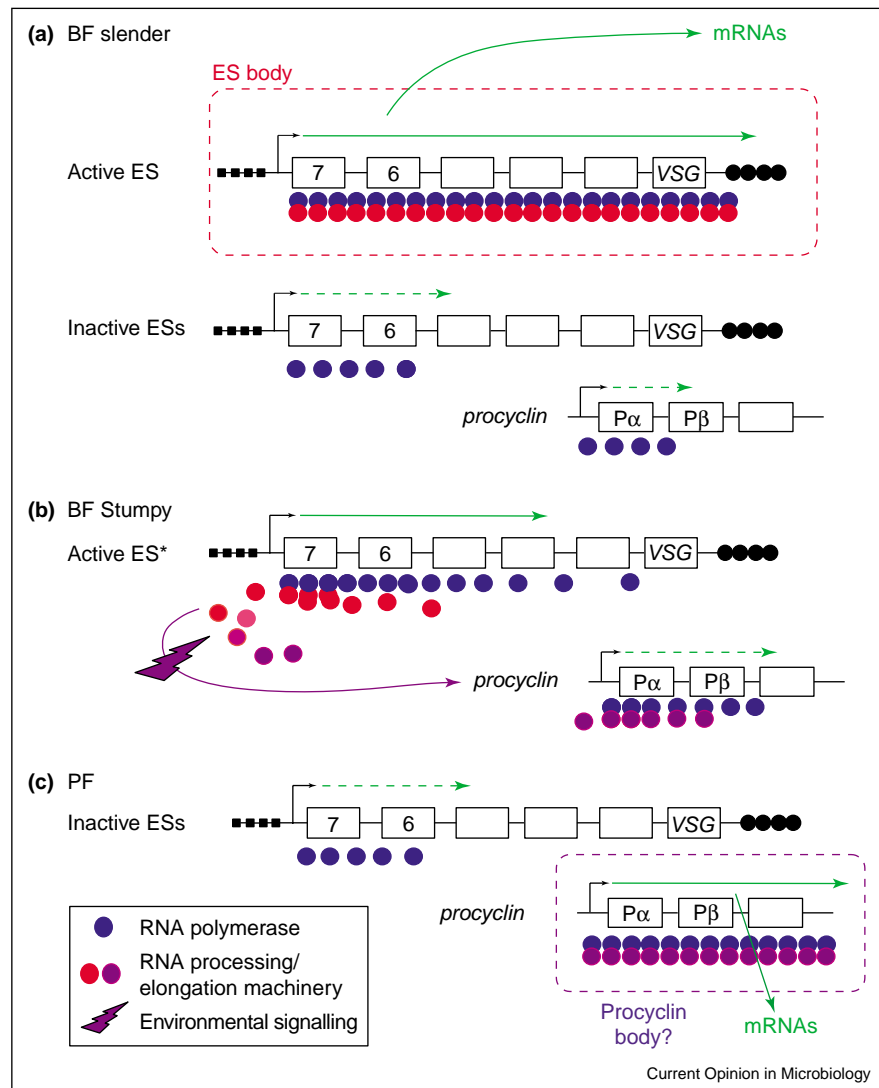 (a) BF slender
mRNAs
ES body
Active ES
7 6 VSG
Inactive ESs
7 6 VSG
procyclin
Pα Pβ
(b) BF Stumpy
Active ES*
7 6 VSG
procyclin
Pα Pβ
(c) PF
Inactive ESs
7 6 VSG
procyclin
Pα Pβ
RNA polymerase
RNA processing/
elongation machinery
Environmental signalling
Procyclin
body?
mRNAs
Current Opinion in Microbiology